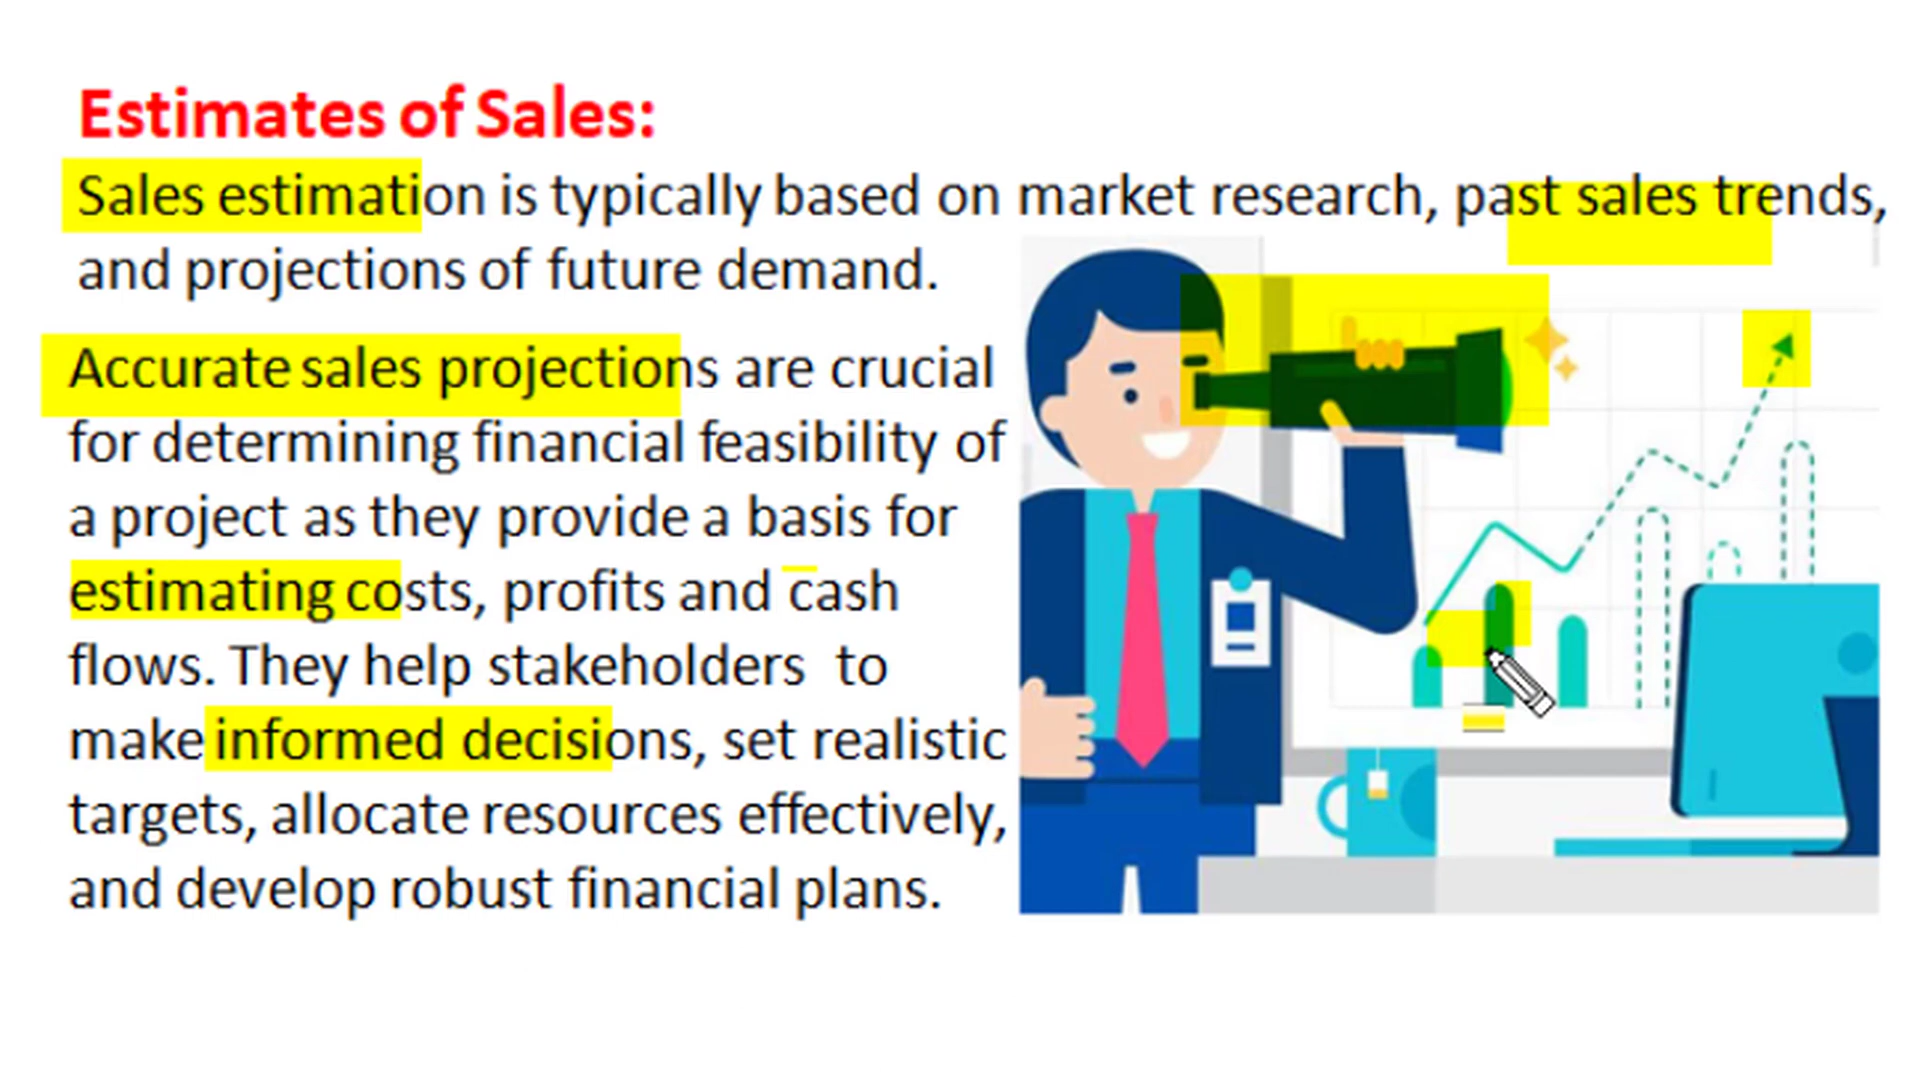 Estimates of Sales:
Sales estimation is typically based on market research, past sales trends,
and projections of future demand.
Accurate sales projections are crucial
for determining financial feasibility of
a project as they provide a basis for
estimating costs, profits and cash
flows. They help stakeholders to
make informed decisions, set realistic
targets, allocate resources effectively,
and develop robust financial plans.